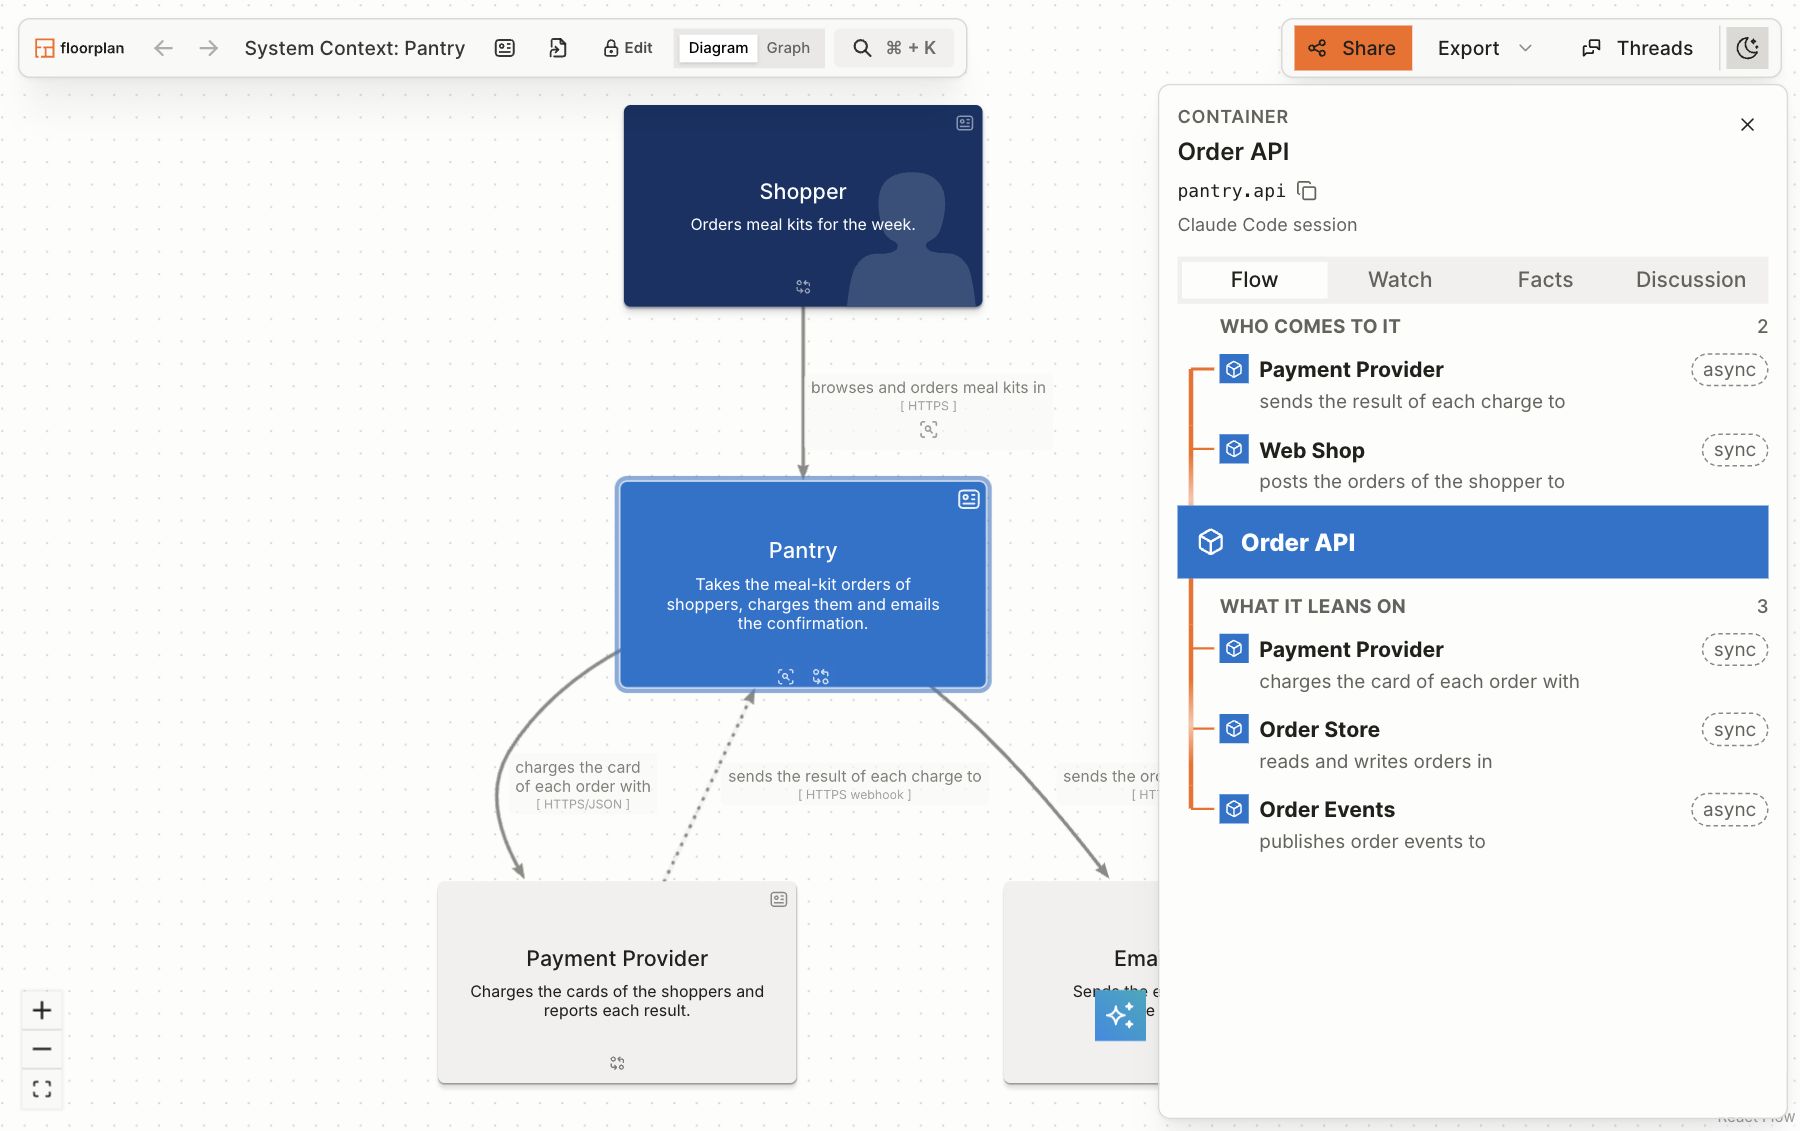 floorplan
System Context: Pantry
Edit
Diagram
Graph
⌘ + K
Share
Export
Threads
Shopper
Orders meal kits for the week.
browses and orders meal kits in
[ HTTPS ]
Pantry
Takes the meal-kit orders of
shoppers, charges them and emails
the confirmation.
charges the card
of each order with
[ HTTPS/JSON ]
sends the result of each charge to
[ HTTPS webhook ]
sends the
Payment Provider
Charges the cards of the shoppers and
reports each result.
CONTAINER
Order API
pantry.api
Claude Code session
Flow
Watch
Facts
Discussion
WHO COMES TO IT
2
Payment Provider
async
sends the result of each charge to
Web Shop
sync
posts the orders of the shopper to
Order API
WHAT IT LEANS ON
3
Payment Provider
sync
charges the card of each order with
Order Store
sync
reads and writes orders in
Order Events
async
publishes order events to